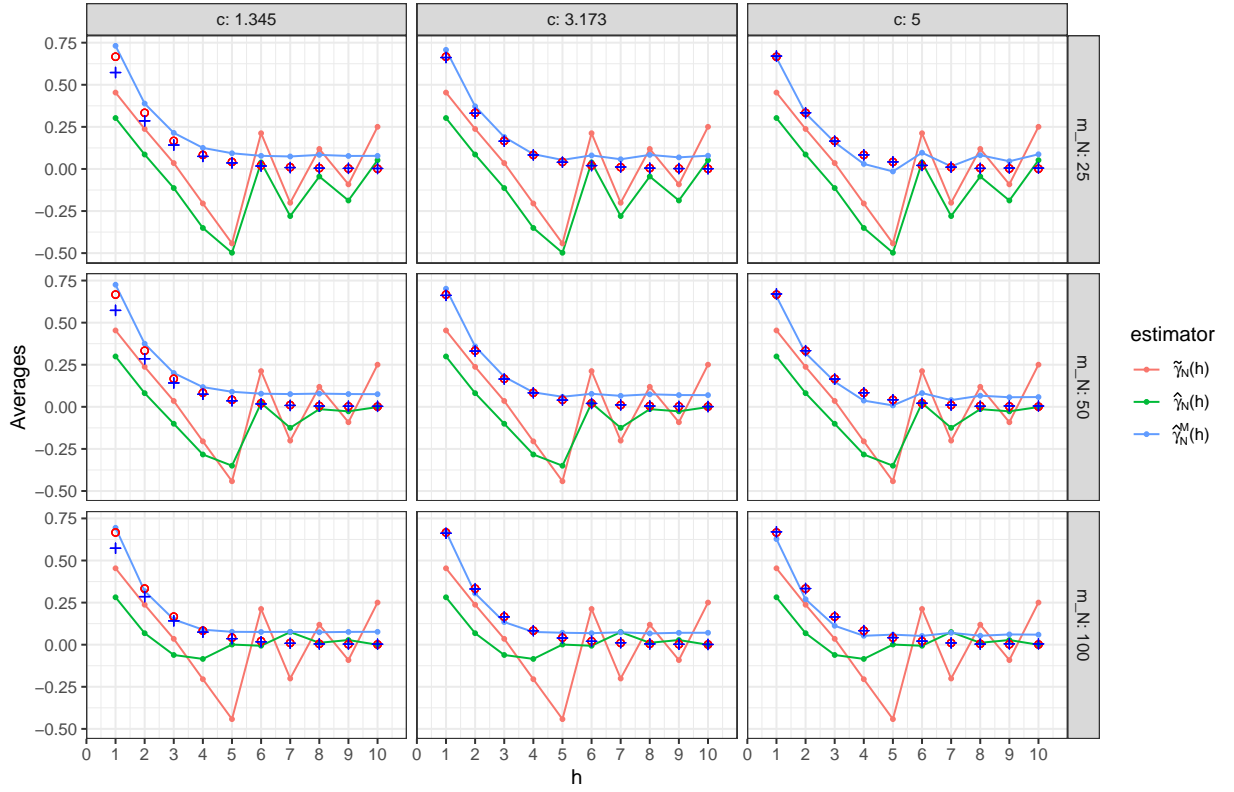 c: 1.345
c: 3.173
c: 5
0.75
0.50
0.25
0.00
−0.25
−0.50
m_N: 25
0.75
0.50
0.25
0.00
−0.25
−0.50
m_N: 50
0.75
0.50
0.25
0.00
−0.25
−0.50
m_N: 100
0 1 2 3 4 5 6 7 8 9 10
0 1 2 3 4 5 6 7 8 9 10
0 1 2 3 4 5 6 7 8 9 10
h
Averages
estimator
γ̃_N(h)
γ̂_N(h)
γ̂_N^M(h)